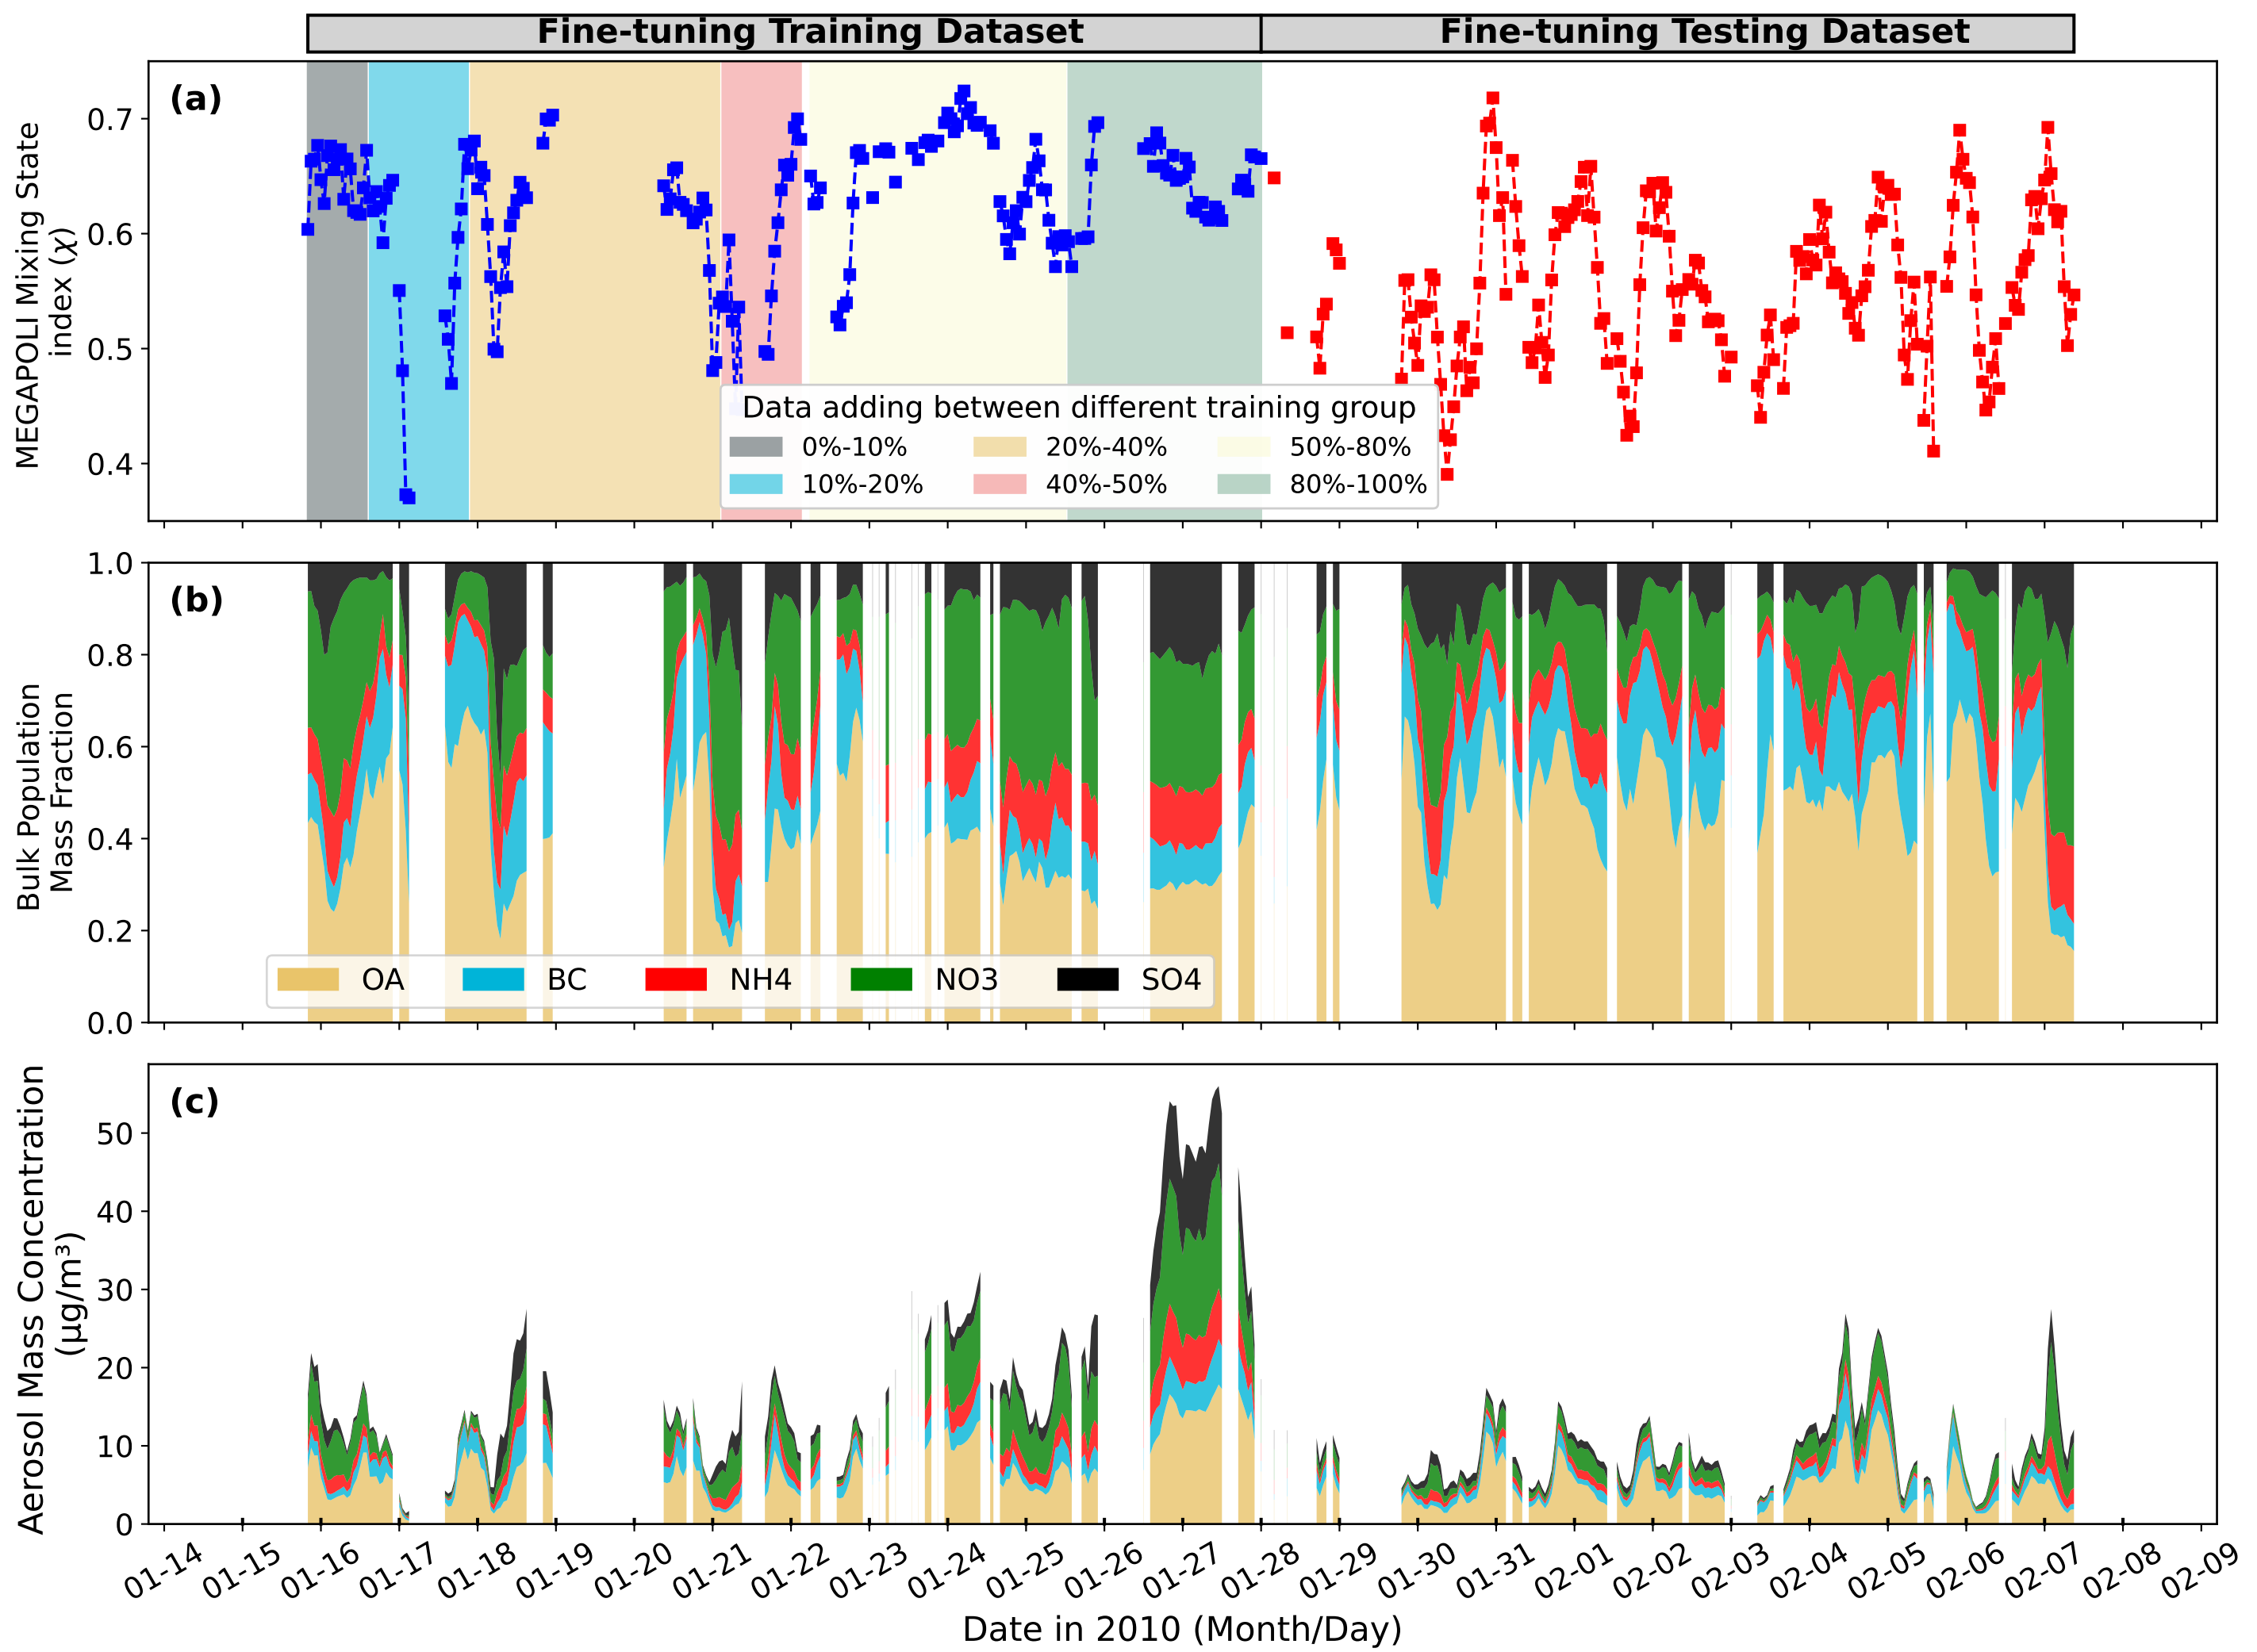 Fine-tuning Training Dataset
Fine-tuning Testing Dataset
(a)
MEGAPOLI Mixing State
index (χ)
0.7
0.6
0.5
0.4
Data adding between different training group
0%-10%
20%-40%
50%-80%
10%-20%
40%-50%
80%-100%
(b)
Bulk Population
Mass Fraction
1.0
0.8
0.6
0.4
0.2
0.0
OA
BC
NH4
NO3
SO4
(c)
Aerosol Mass Concentration
(μg/m³)
50
40
30
20
10
0
01-14
01-15
01-16
01-17
01-18
01-19
01-20
01-21
01-22
01-23
01-24
01-25
01-26
01-27
01-28
01-29
01-30
01-31
02-01
02-02
02-03
02-04
02-05
02-06
02-07
02-08
02-09
Date in 2010 (Month/Day)